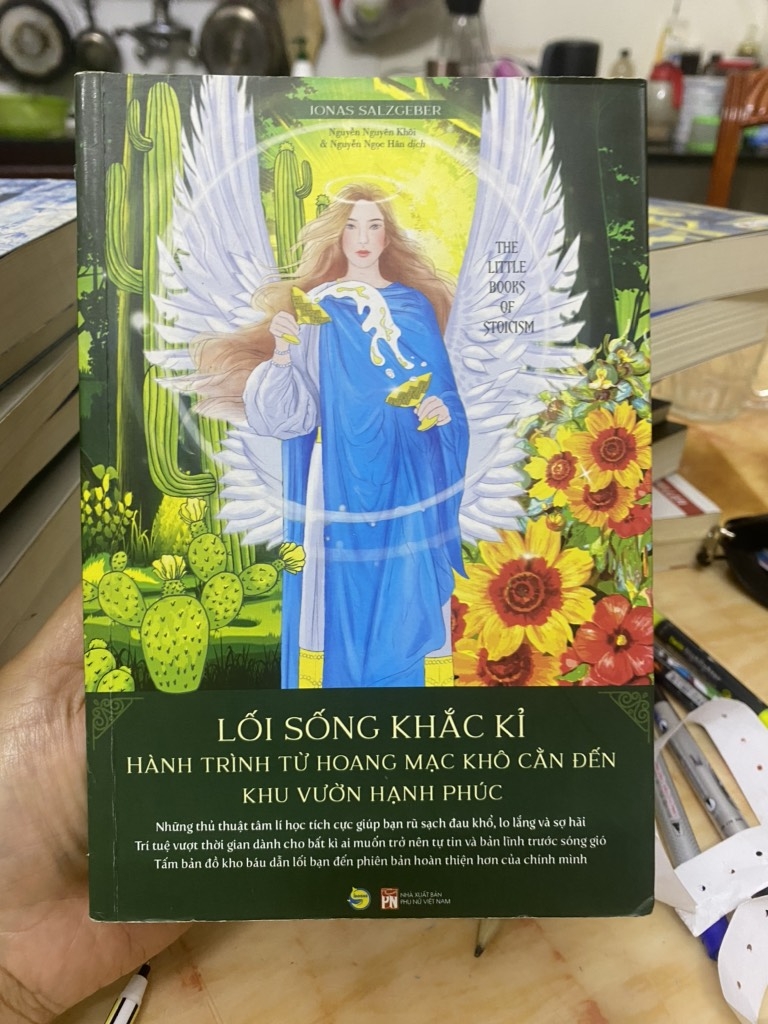 JONAS SALZGEBER
Nguyễn Nguyên Khôi
& Nguyễn Ngọc Hân dịch
THE
LITTLE
BOOKS
OF
STOICISM
LỐI SỐNG KHẮC KỈ
HÀNH TRÌNH TỪ HOANG MẠC KHÔ CẰN ĐẾN
KHU VƯỜN HẠNH PHÚC
Những thủ thuật tâm lí học tích cực giúp bạn rũ sạch đau khổ, lo lắng và sợ hãi
Trí tuệ vượt thời gian dành cho bất kì ai muốn trở nên tự tin và bản lĩnh trước sóng gió
Tấm bản đồ kho báu dẫn lối bạn đến phiên bản hoàn thiện hơn của chính mình
PN
NHÀ XUẤT BẢN
PHỤ NỮ VIỆT NAM